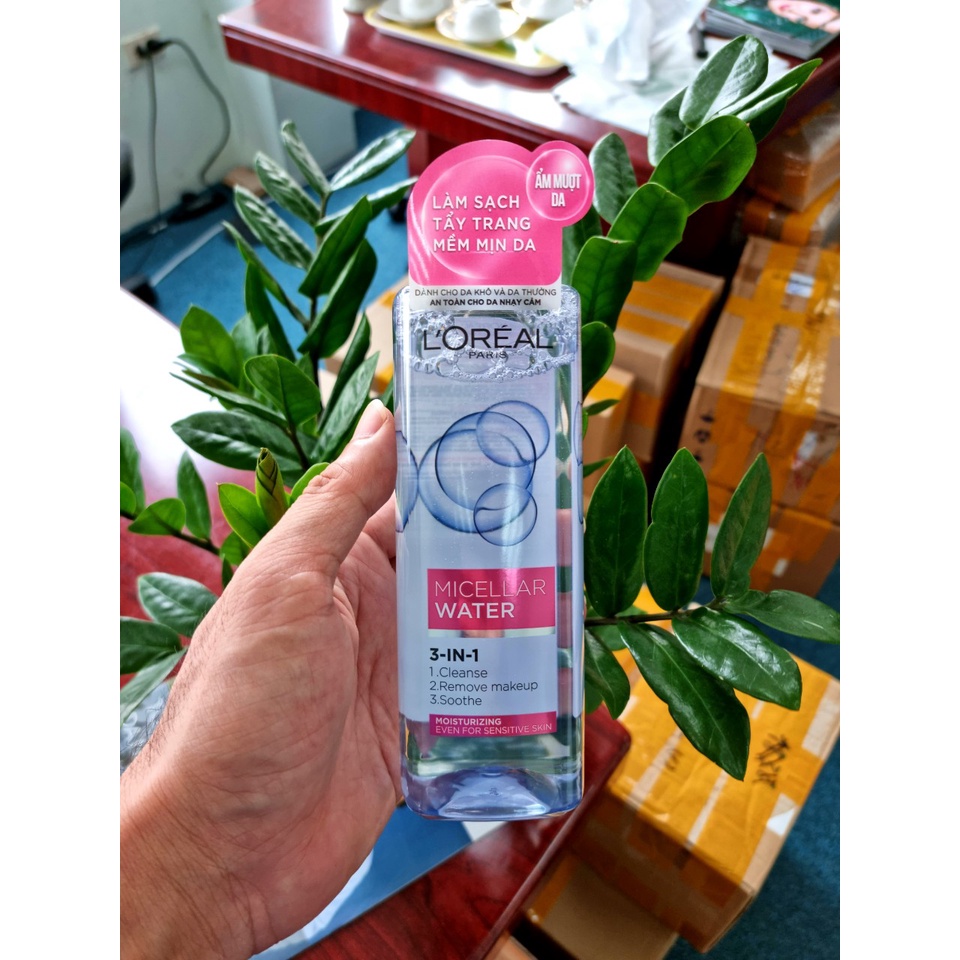 ẨM MƯỢT
DA
LÀM SẠCH
TẨY TRANG
MỀM MỊN DA
DÀNH CHO DA KHÔ VÀ DA THƯỜNG
AN TOÀN CHO DA NHẠY CẢM
L'ORÉAL
PARIS
MICELLAR
WATER
3-IN-1
1.Cleanse
2.Remove makeup
3.Soothe
MOISTURIZING
EVEN FOR SENSITIVE SKIN